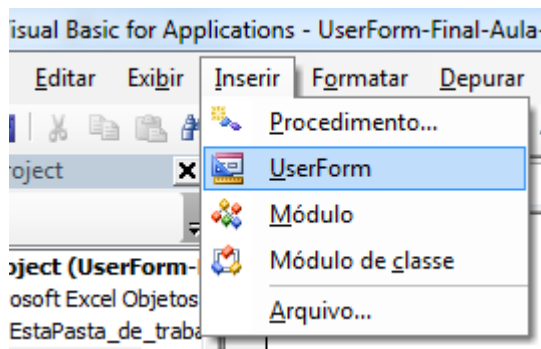 isual Basic for Applications - UserForm-Final-Aula-
Editar Exibir Inserir Formatar Depurar
Procedimento...
oject
UserForm
Módulo
Módulo de classe
oject (UserForm-
osoft Excel Objetos
Arquivo...
EstaPasta_de_traba